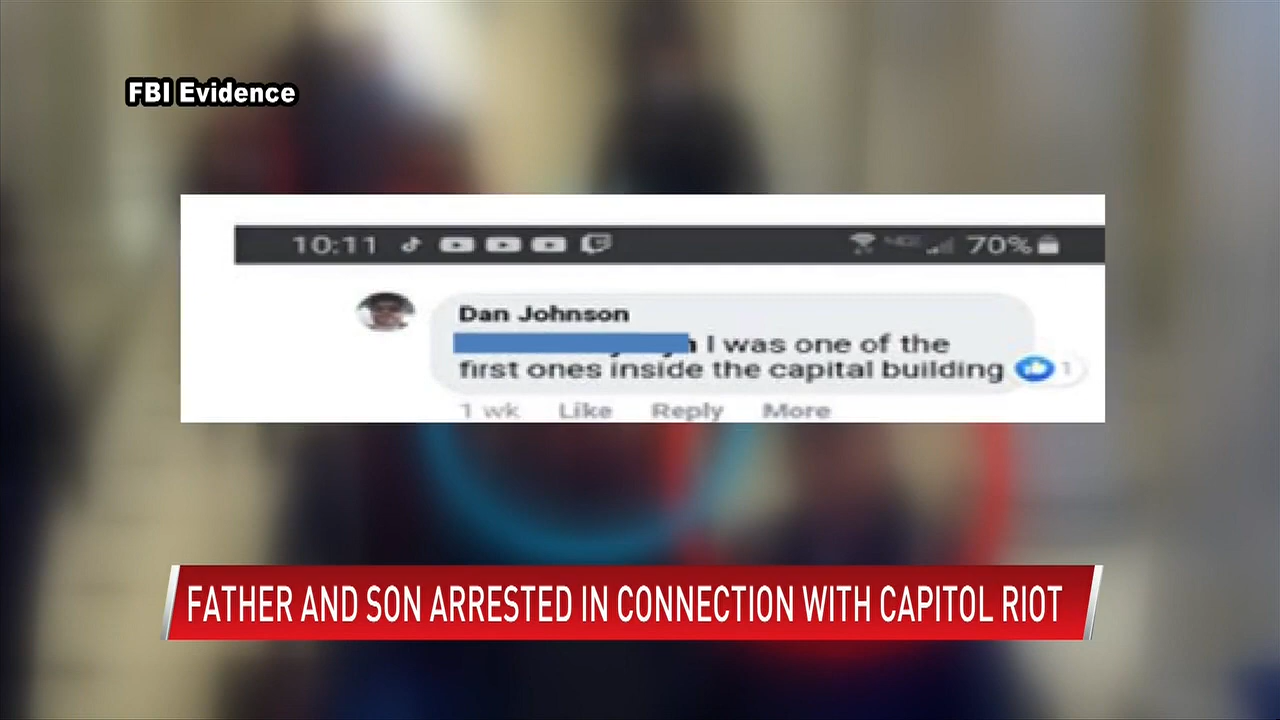 FBI Evidence
10:11 70%
Dan Johnson
I was one of the
first ones inside the capital building
1
1 wk Like Reply More
FATHER AND SON ARRESTED IN CONNECTION WITH CAPITOL RIOT